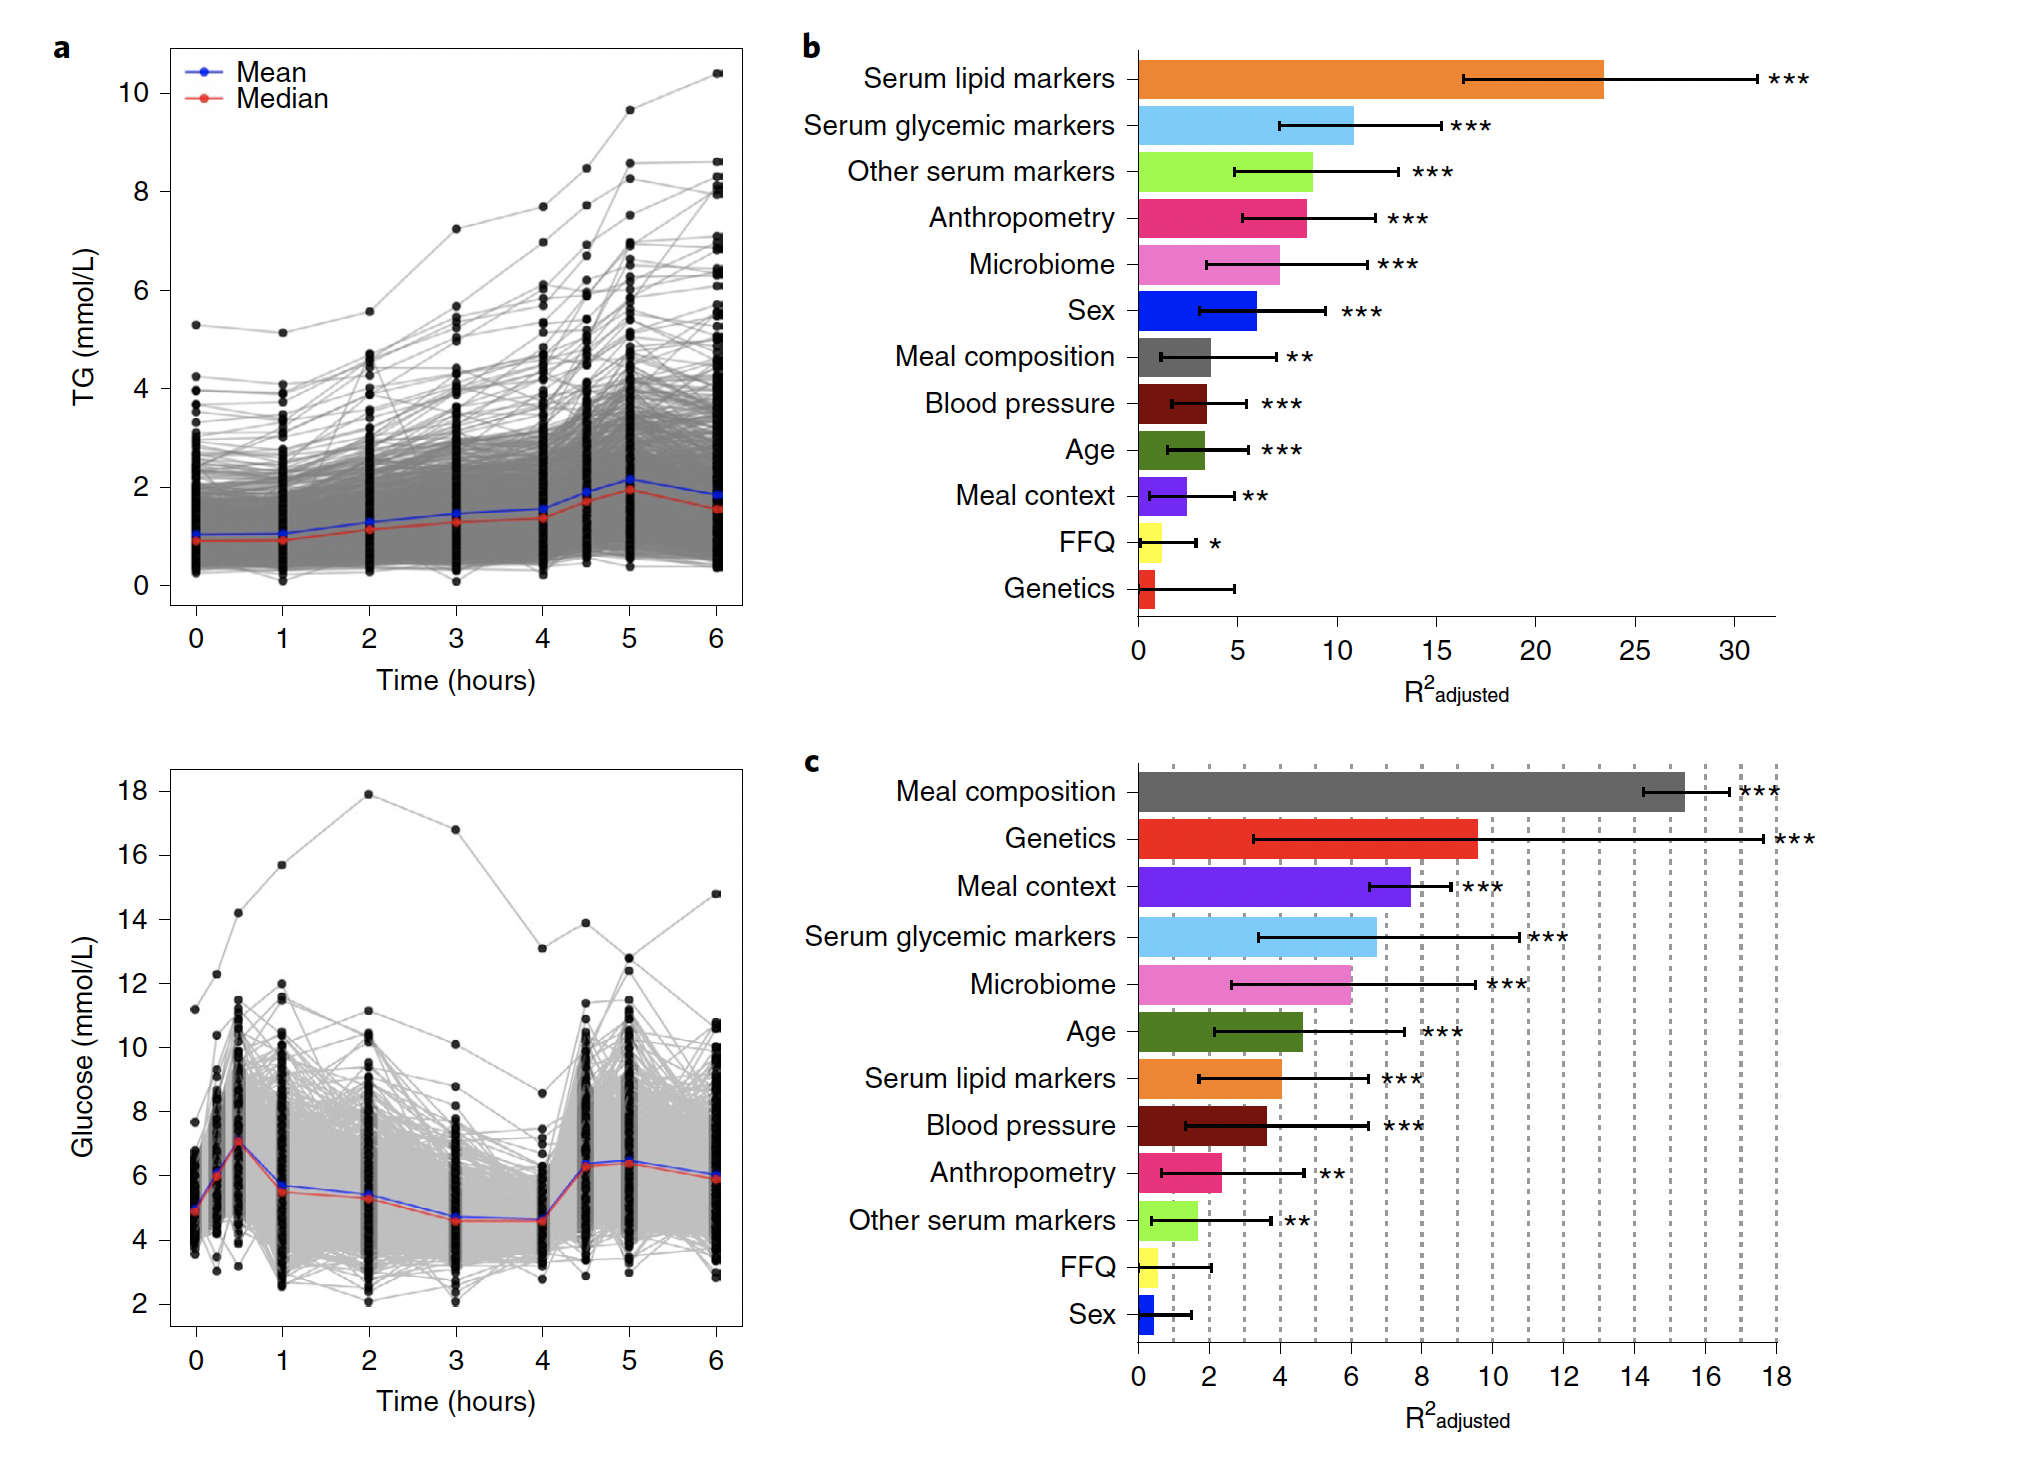 a
Mean
Median
10
8
6
4
2
0
TG (mmol/L)
0 1 2 3 4 5 6
Time (hours)
18
16
14
12
10
8
6
4
2
Glucose (mmol/L)
0 1 2 3 4 5 6
Time (hours)
b
Serum lipid markers ***
Serum glycemic markers ***
Other serum markers ***
Anthropometry ***
Microbiome ***
Sex ***
Meal composition **
Blood pressure ***
Age ***
Meal context **
FFQ *
Genetics
0 5 10 15 20 25 30
R²adjusted
c
Meal composition ***
Genetics ***
Meal context ***
Serum glycemic markers ***
Microbiome ***
Age ***
Serum lipid markers ***
Blood pressure ***
Anthropometry **
Other serum markers **
FFQ
Sex
0 2 4 6 8 10 12 14 16 18
R²adjusted